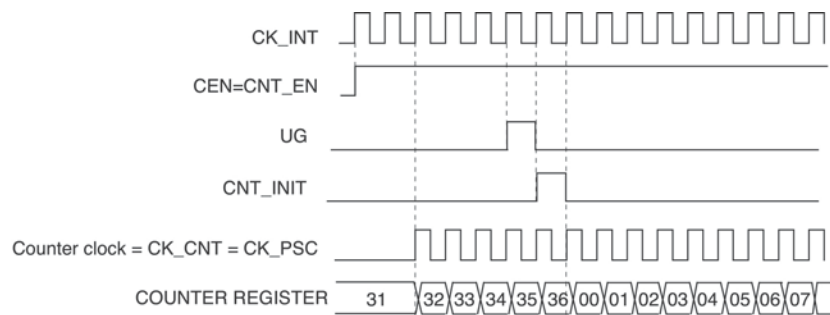 CK_INT
CEN=CNT_EN
UG
CNT_INIT
Counter clock = CK_CNT = CK_PSC
COUNTER REGISTER 31 32 33 34 35 36 00 01 02 03 04 05 06 07